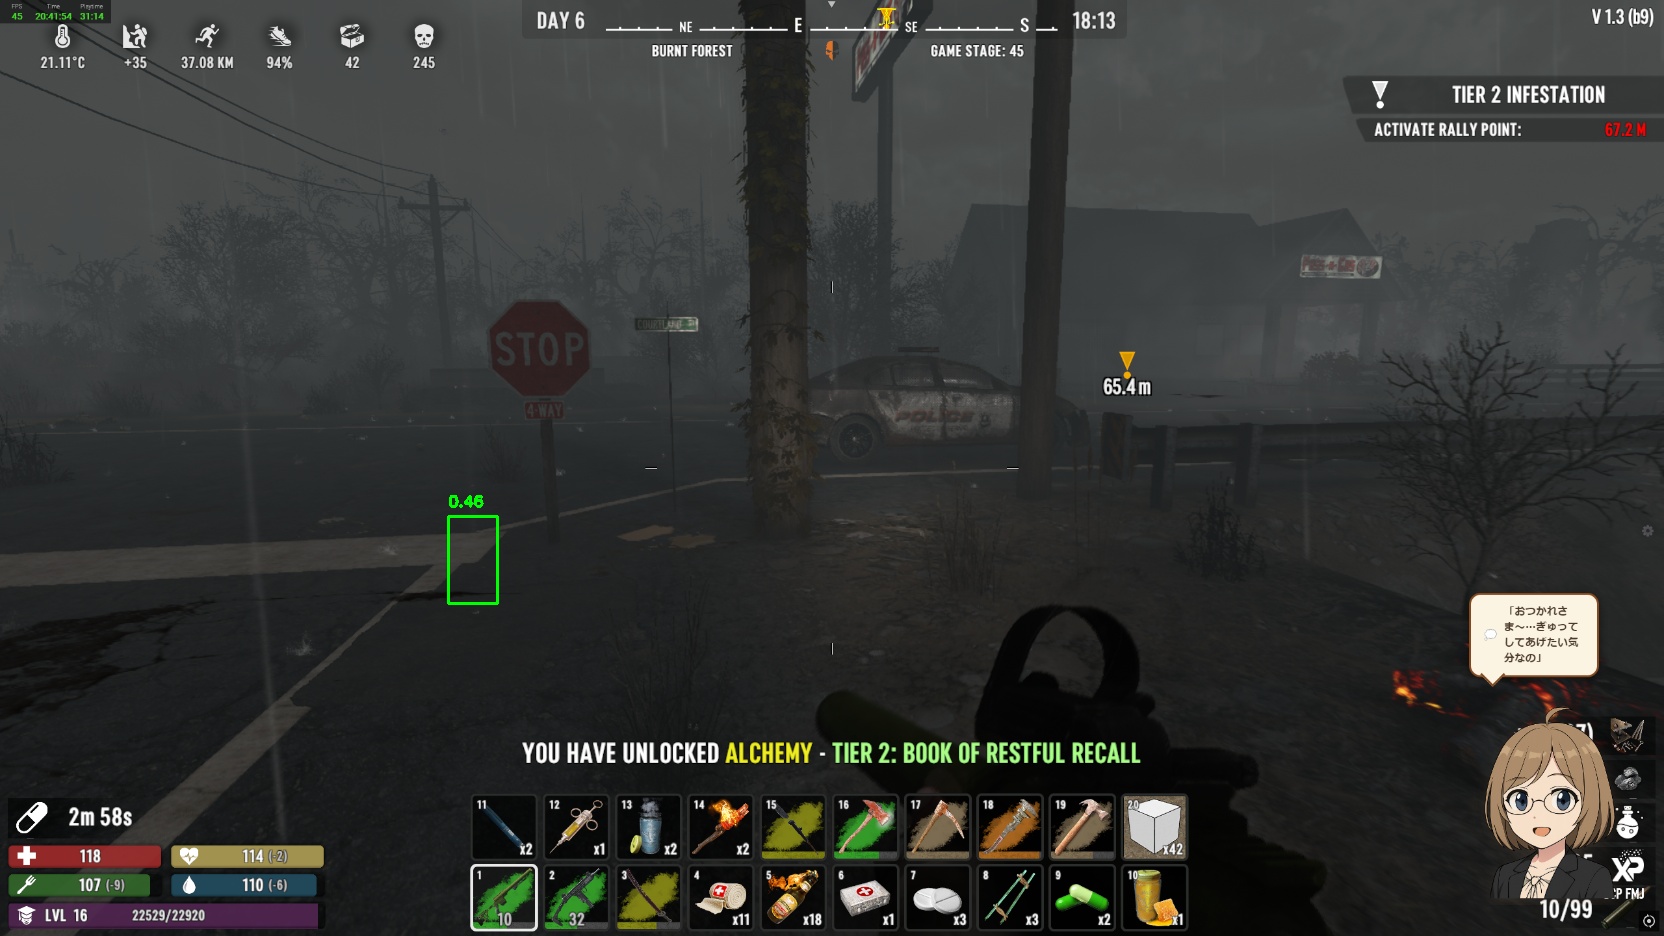 FPS Time Playtime
45 20:41:54 31:14
21.11°C
+35
37.08 KM
94%
42
245
DAY 6
NE
E
SE
S
18:13
BURNT FOREST
GAME STAGE: 45
V 1.3 (b9)
TIER 2 INFESTATION
ACTIVATE RALLY POINT: 67.2 M
STOP
4-WAY
POLICE
65.4 m
0.46
「おつかれさ
ま～…ぎゅって
してあげたい気
分なの」
YOU HAVE UNLOCKED ALCHEMY - TIER 2: BOOK OF RESTFUL RECALL
2m 58s
118
114 (-2)
107 (-9)
110 (-6)
LVL 16 22529/22920
11 x2
12 x1
13 x2
14 x2
15
16
17
18
19
20 x42
1 10
2 32
3
4 x11
5 x18
6 x1
7 x3
8 x3
9 x2
10 x1
XP
FMJ
10/99